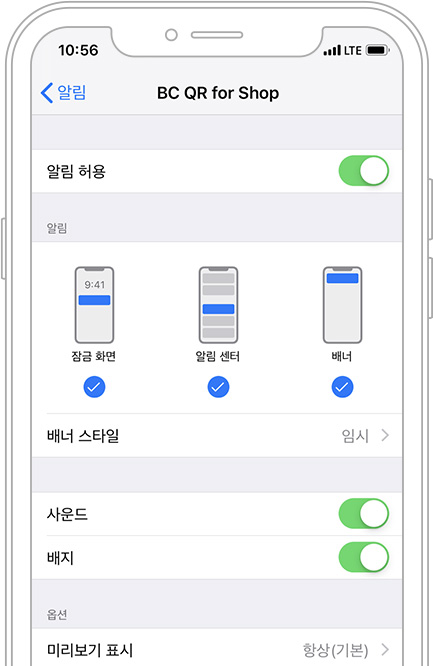 10:56 LTE
알림 BC QR for Shop
알림 허용
알림
9:41
잠금 화면 알림 센터 배너
배너 스타일 임시
사운드
배지
옵션
미리보기 표시 항상(기본)